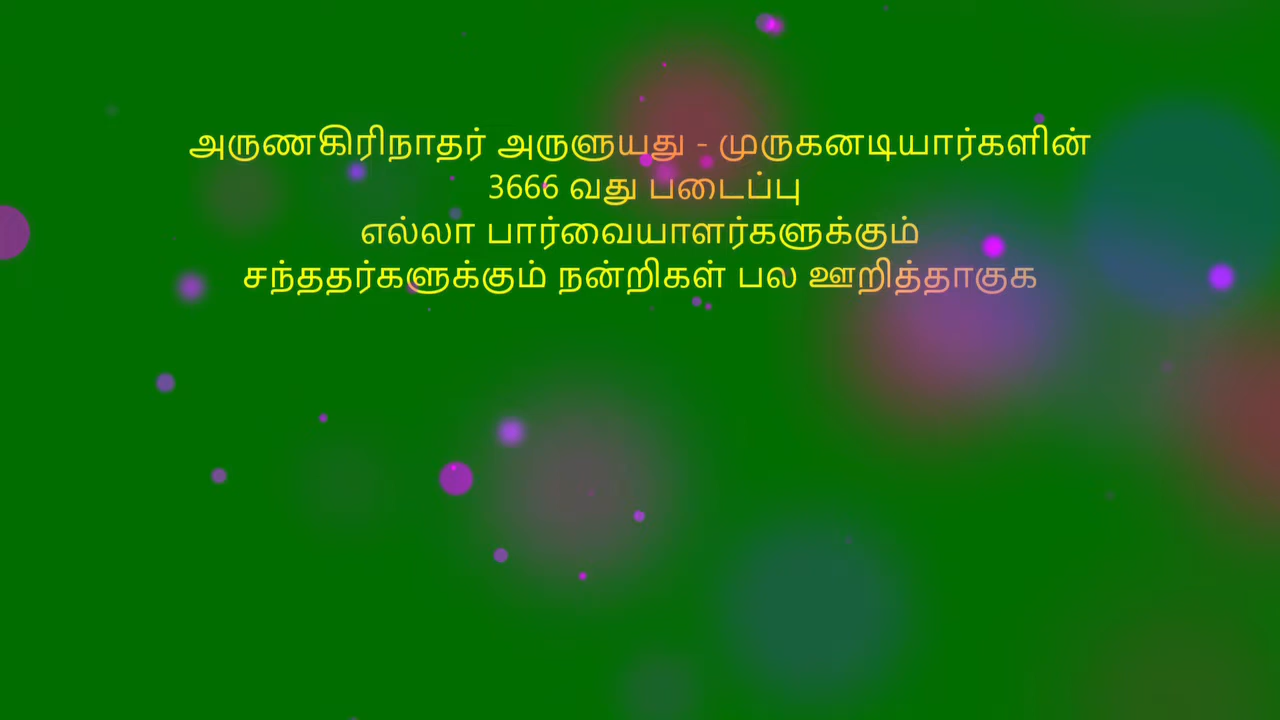 அருணகிரிநாதர் அருளுயது - முருகனடியார்களின்
3666 வது படைப்பு
எல்லா பார்வையாளர்களுக்கும்
சந்ததர்களுக்கும் நன்றிகள் பல ஊறித்தாகுக